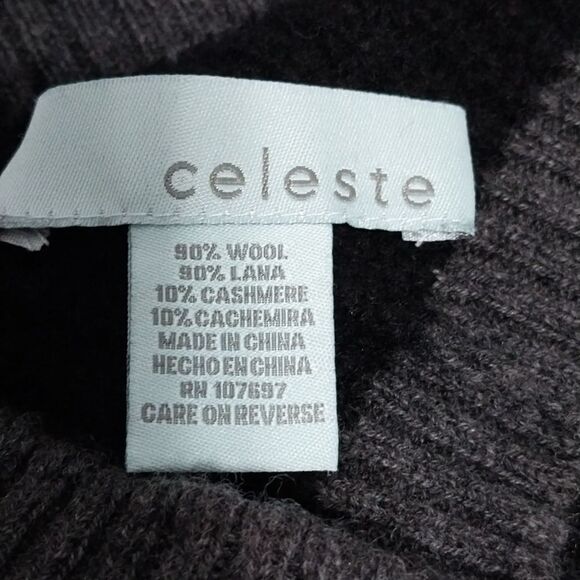 celeste
90% WOOL
90% LANA
10% CASHMERE
10% CACHEMIRA
MADE IN CHINA
HECHO EN CHINA
RN 107697
CARE ON REVERSE